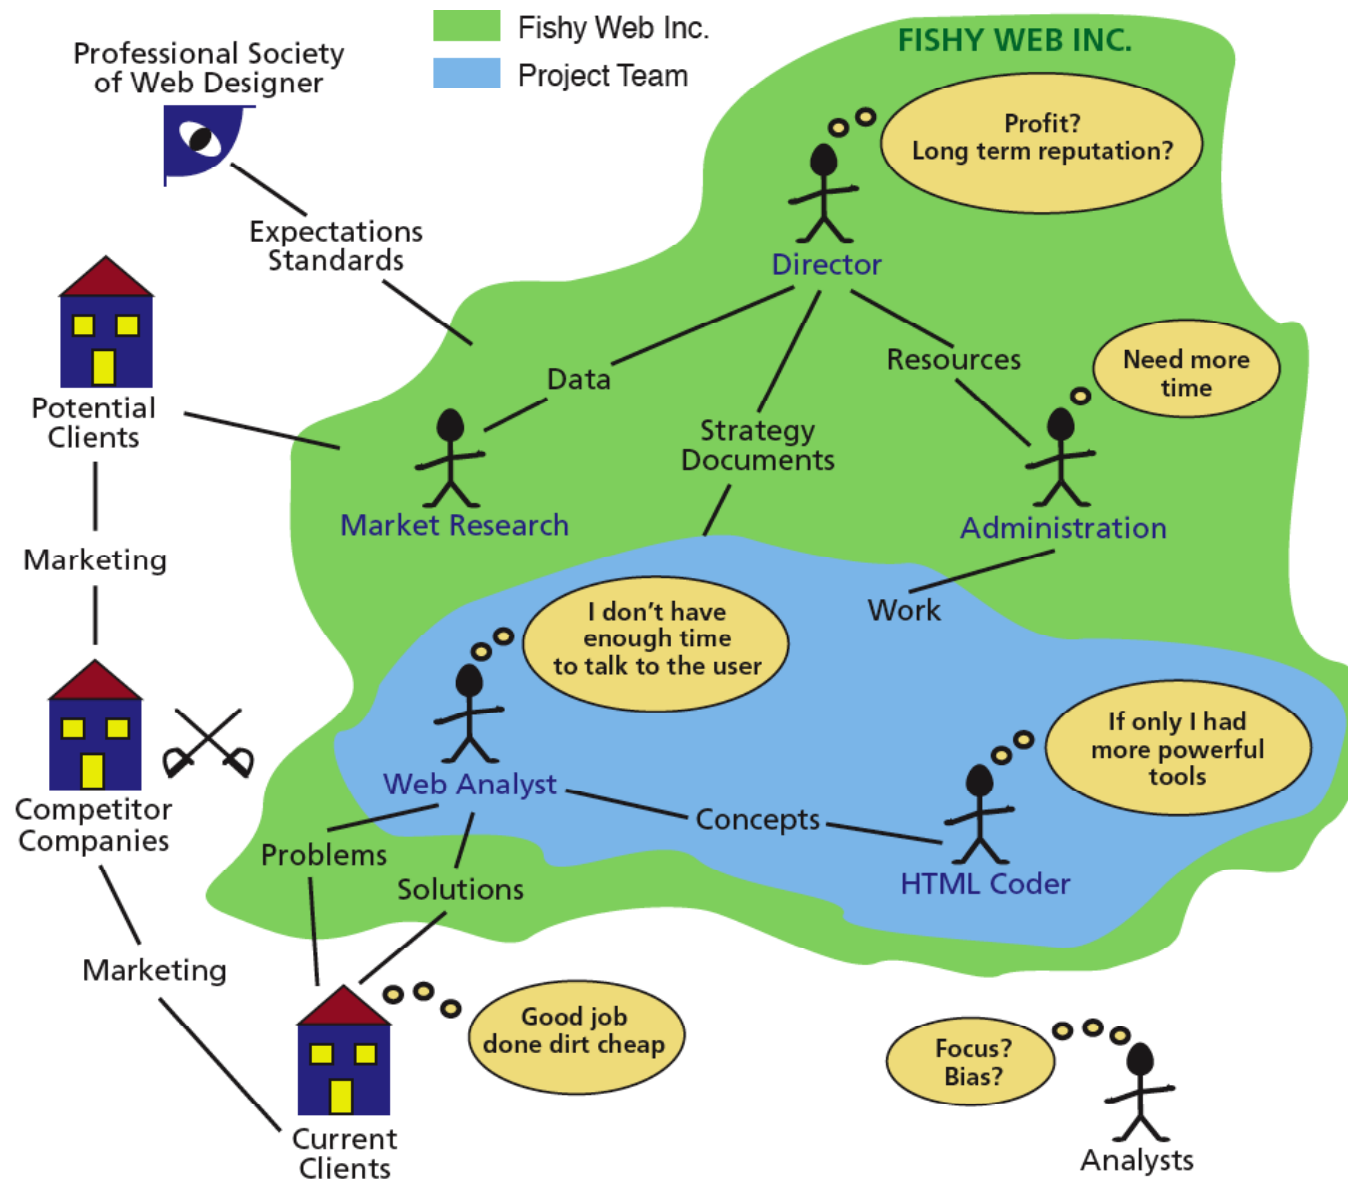 Fishy Web Inc.
Project Team
FISHY WEB INC.
Professional Society
of Web Designer
Profit?
Long term reputation?
Expectations
Standards
Director
Resources
Need more
time
Data
Potential
Clients
Strategy
Documents
Market Research
Administration
Marketing
Work
I don’t have
enough time
to talk to the user
If only I had
more powerful
tools
Web Analyst
Competitor
Companies
Concepts
Problems
Solutions
HTML Coder
Marketing
Good job
done dirt cheap
Focus?
Bias?
Current
Clients
Analysts